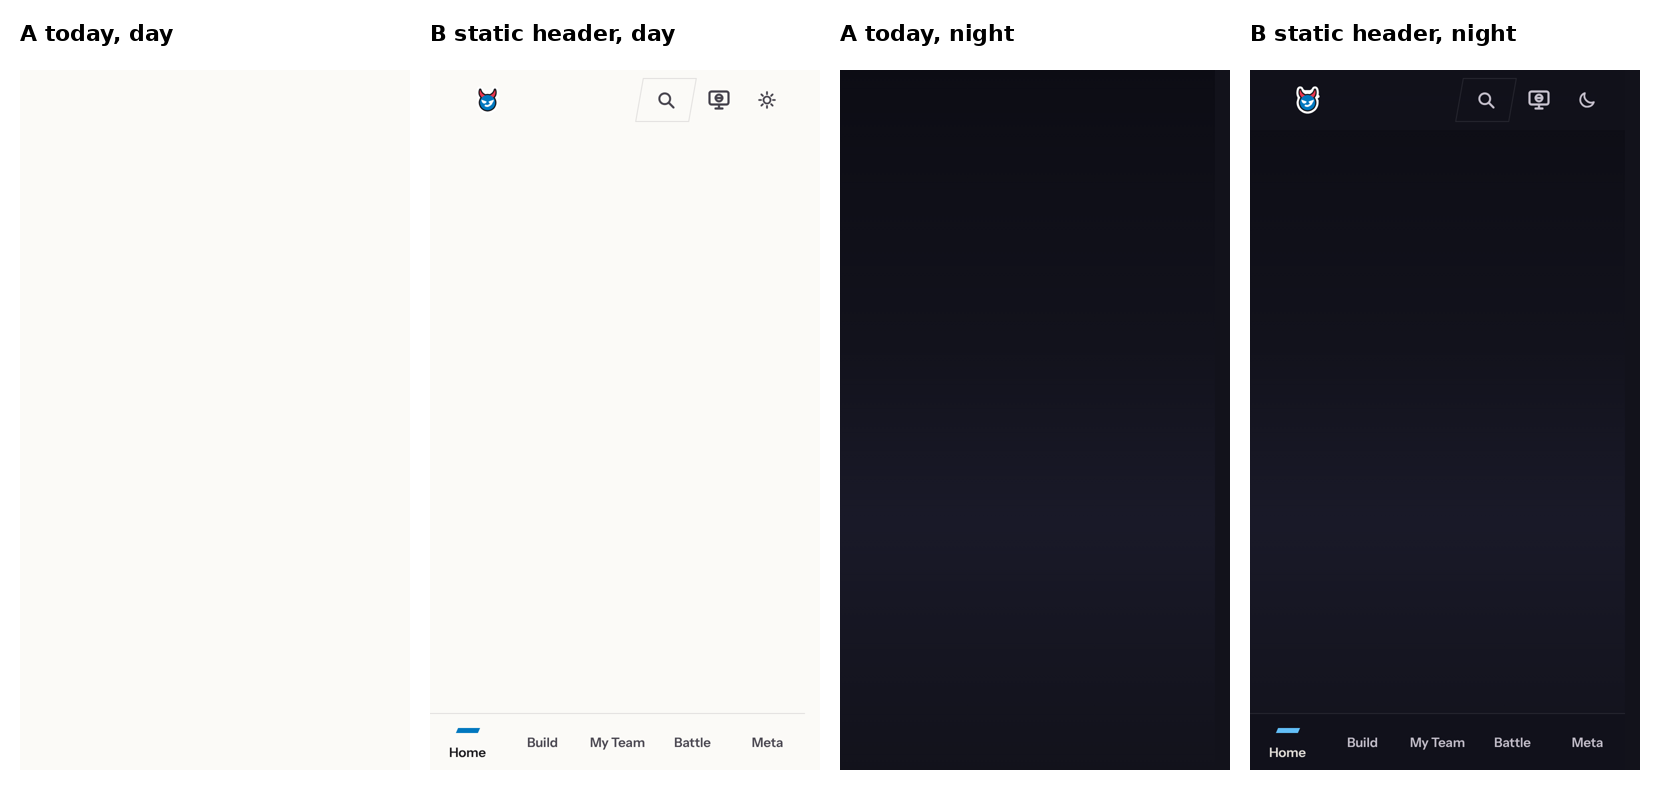 A today, day
B static header, day
A today, night
B static header, night
Home
Build
My Team
Battle
Meta
Home
Build
My Team
Battle
Meta